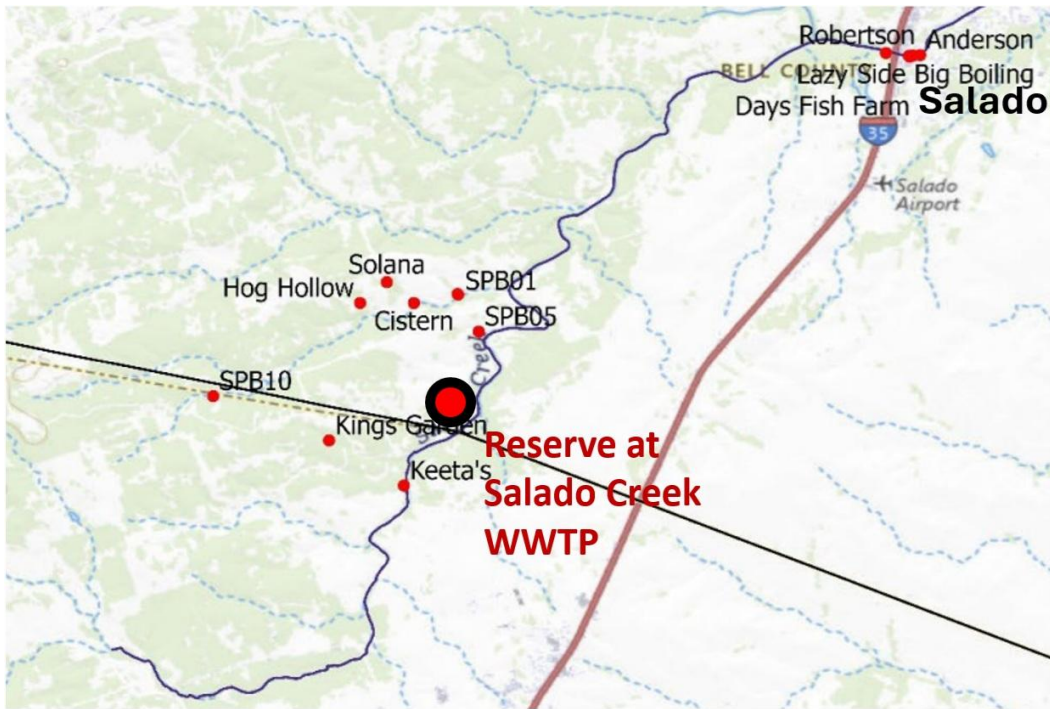 Robertson
Anderson
BELL COUNT
Lazy Side Big Boiling
Days Fish Farm
Salado
35
Salado
Airport
Solana
SPB01
Hog Hollow
Cistern
SPB05
Creek
SPB10
Kings Garden
Reserve at
Salado Creek
WWTP
Keeta's